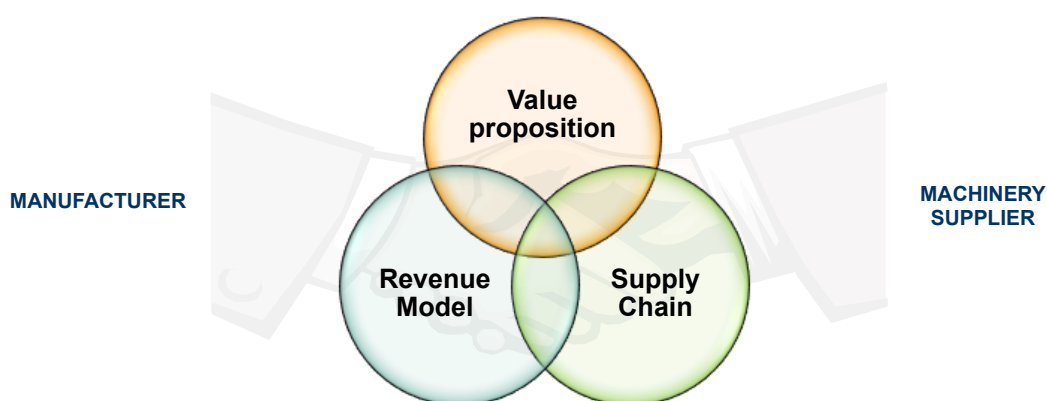 Value
proposition
MANUFACTURER
MACHINERY
SUPPLIER
Revenue
Model
Supply
Chain